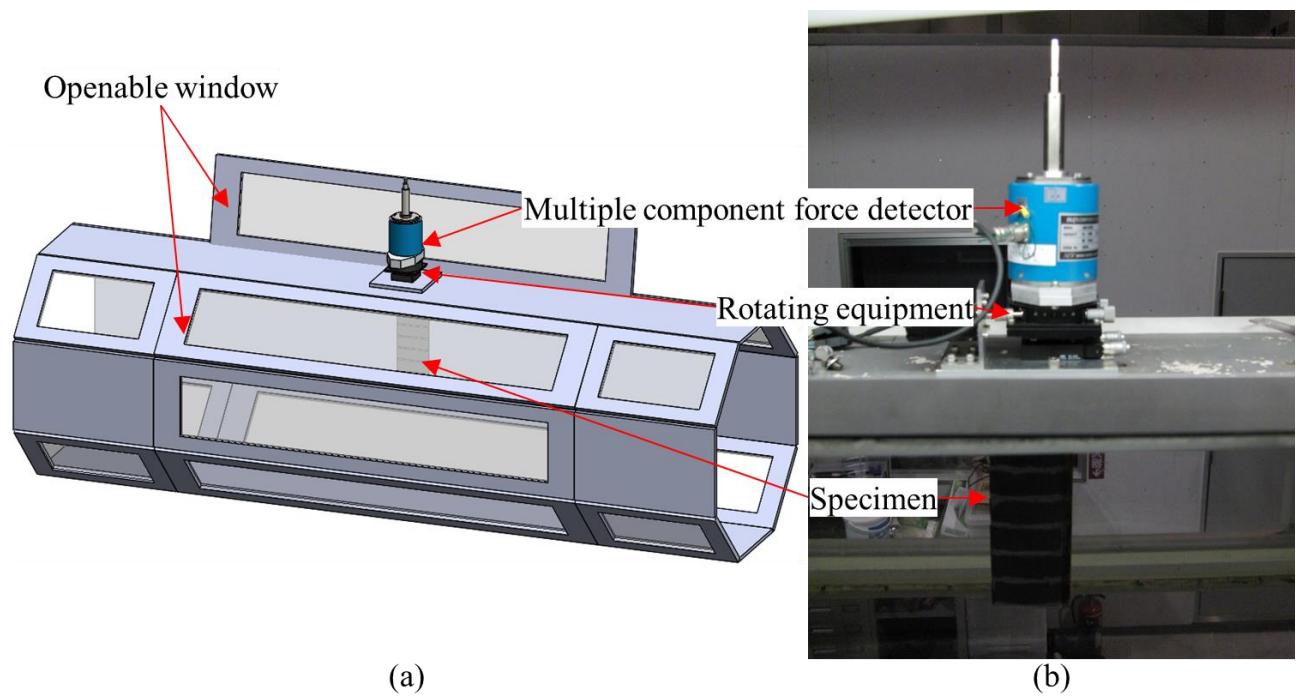 Openable window
Multiple component force detector
Rotating equipment
Specimen
(a)
(b)